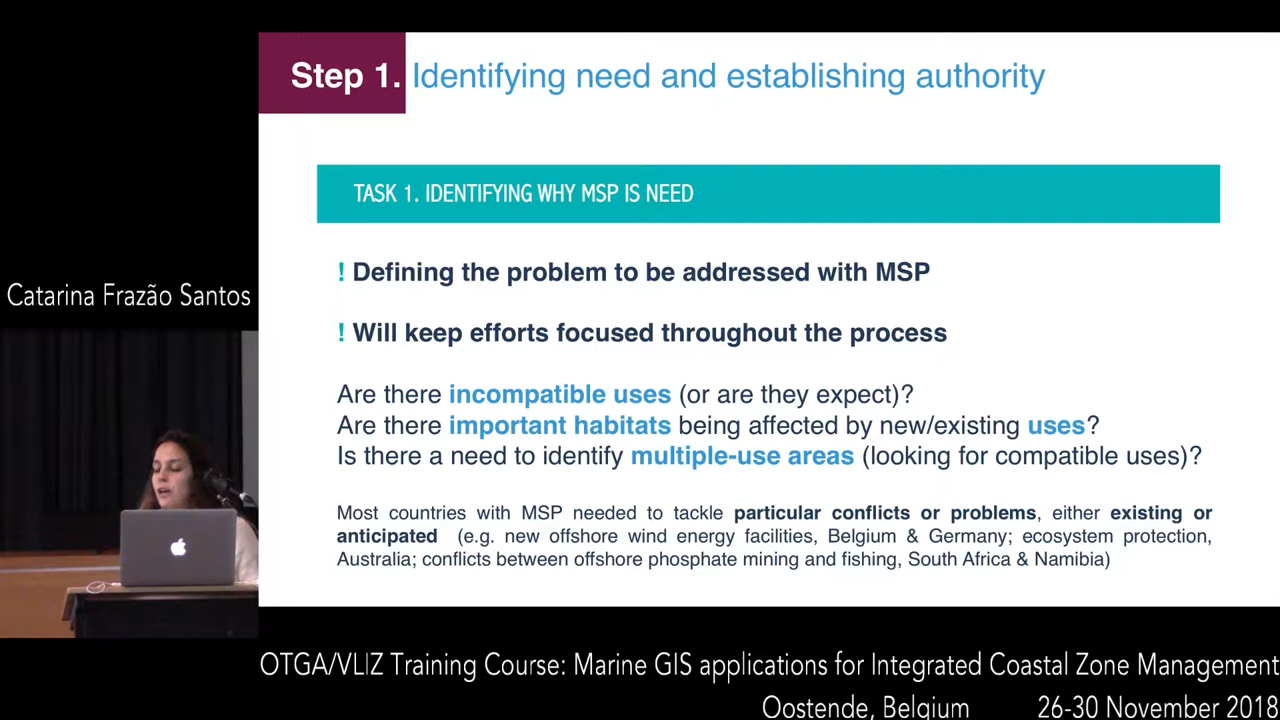 Step 1. Identifying need and establishing authority
TASK 1. IDENTIFYING WHY MSP IS NEED
! Defining the problem to be addressed with MSP
! Will keep efforts focused throughout the process
Are there incompatible uses (or are they expect)?
Are there important habitats being affected by new/existing uses?
Is there a need to identify multiple-use areas (looking for compatible uses)?
Most countries with MSP needed to tackle particular conflicts or problems, either existing or
anticipated (e.g. new offshore wind energy facilities, Belgium & Germany; ecosystem protection,
Australia; conflicts between offshore phosphate mining and fishing, South Africa & Namibia)
Catarina Frazão Santos
OTGA/VLIZ Training Course: Marine GIS applications for Integrated Coastal Zone Management
Oostende, Belgium 26-30 November 2018